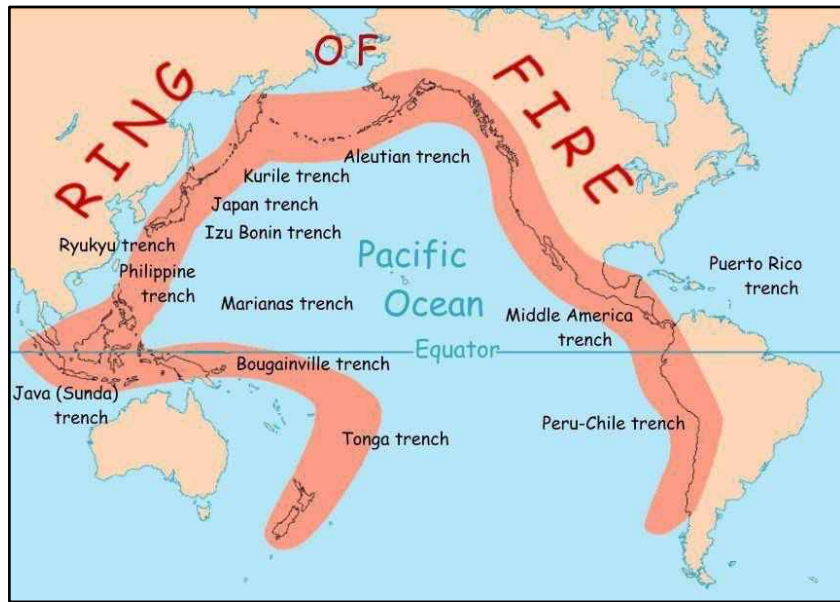 RING OF FIRE
Aleutian trench
Kurile trench
Japan trench
Izu Bonin trench
Ryukyu trench
Philippine
trench
Marianas trench
Pacific
Ocean
Puerto Rico
trench
Middle America
trench
Equator
Bougainville trench
Java (Sunda)
trench
Tonga trench
Peru-Chile trench